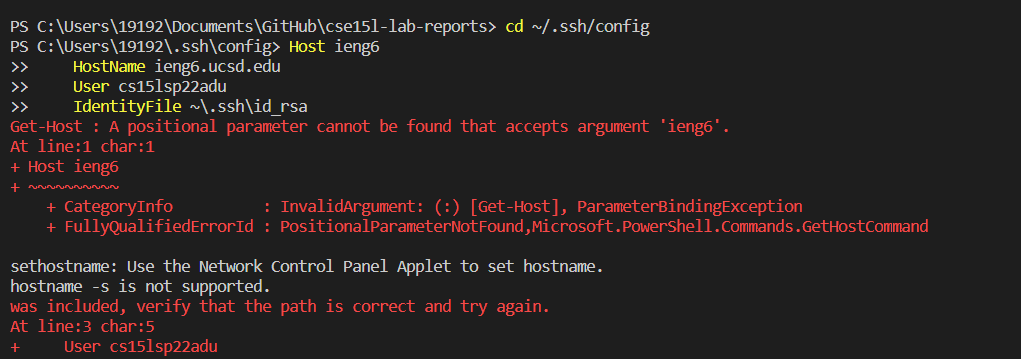 PS C:\Users\19192\Documents\GitHub\cse15l-lab-reports> cd ~/.ssh/config
PS C:\Users\19192\.ssh\config> Host ieng6
>>     HostName ieng6.ucsd.edu
>>     User cs15lsp22adu
>>     IdentityFile ~\.ssh\id_rsa
Get-Host : A positional parameter cannot be found that accepts argument 'ieng6'.
At line:1 char:1
+ Host ieng6
+ ~~~~~~~~~~
    + CategoryInfo          : InvalidArgument: (:) [Get-Host], ParameterBindingException
    + FullyQualifiedErrorId : PositionalParameterNotFound,Microsoft.PowerShell.Commands.GetHostCommand

sethostname: Use the Network Control Panel Applet to set hostname.
hostname -s is not supported.
was included, verify that the path is correct and try again.
At line:3 char:5
+     User cs15lsp22adu